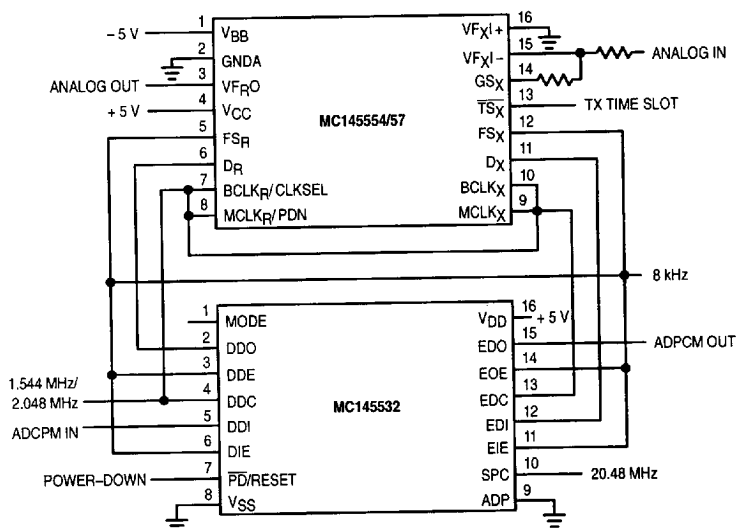 1
– 5 V
VBB
2
GNDA
3
ANALOG OUT
VFRO
4
+ 5 V
VCC
5
FSR
6
DR
7
BCLKR/CLKSEL
8
MCLKR/PDN
MC145554/57
16
VFXI+
15
VFXI–
ANALOG IN
14
GSX
13
TSX
TX TIME SLOT
12
FSX
11
DX
10
BCLKX
9
MCLKX
8 kHz
1
MODE
2
DDO
3
DDE
1.544 MHz/
2.048 MHz
4
DDC
5
ADCPM IN
DDI
6
DIE
7
POWER–DOWN
PD/RESET
8
VSS
MC145532
16
VDD
+ 5 V
15
EDO
ADPCM OUT
14
EOE
13
EDC
12
EDI
11
EIE
10
SPC
20.48 MHz
9
ADP